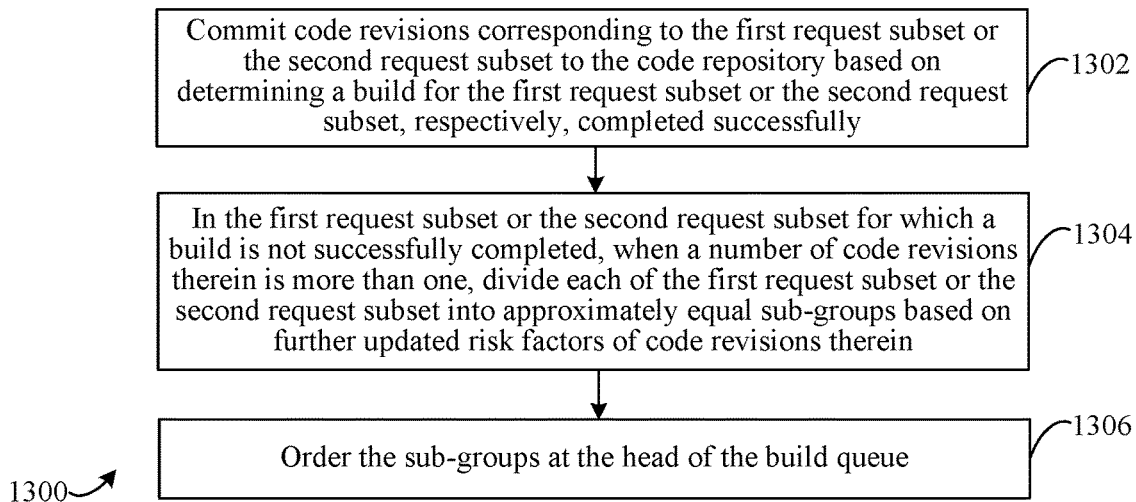 Commit code revisions corresponding to the first request subset or
the second request subset to the code repository based on
determining a build for the first request subset or the second request
subset, respectively, completed successfully
1302
In the first request subset or the second request subset for which a
build is not successfully completed, when a number of code revisions
therein is more than one, divide each of the first request subset or the
second request subset into approximately equal sub-groups based on
further updated risk factors of code revisions therein
1304
Order the sub-groups at the head of the build queue
1306
1300